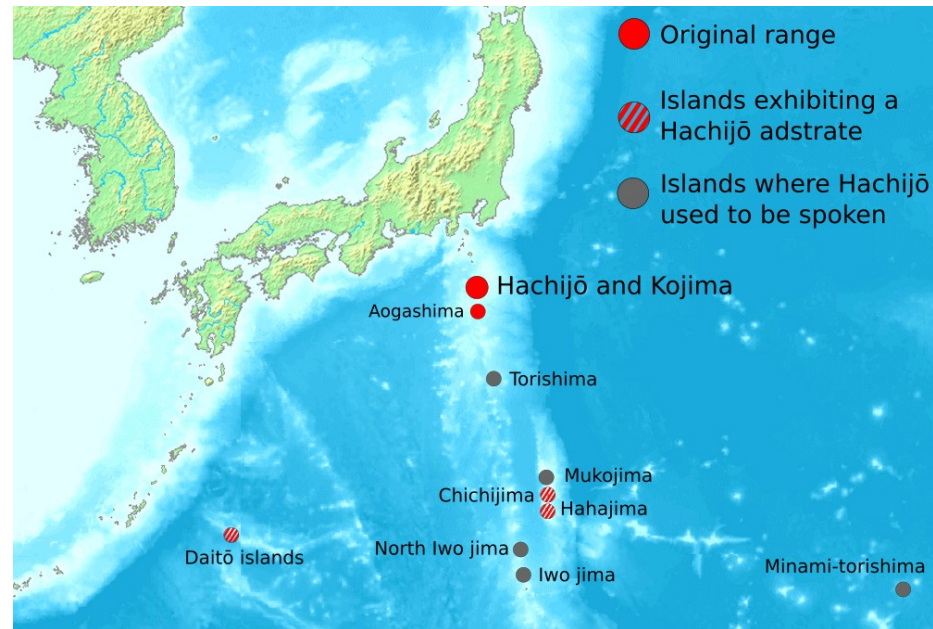 Original range
Islands exhibiting a
Hachijō adstrate
Islands where Hachijō
used to be spoken
Hachijō and Kojima
Aogashima
Torishima
Mukojima
Chichijima
Hahajima
Daitō islands
North Iwo jima
Iwo jima
Minami-torishima